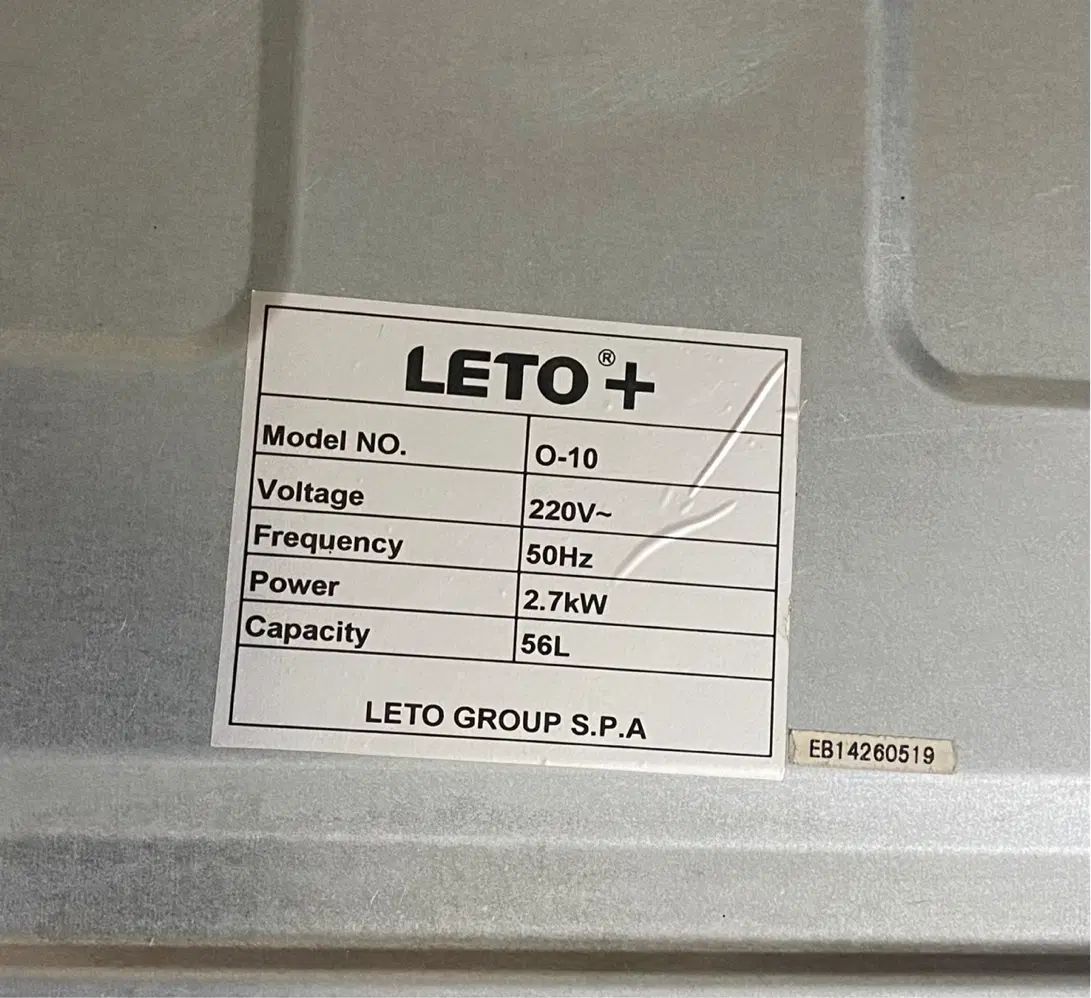 LETO®+
Model NO. O-10
Voltage 220V~
Frequency 50Hz
Power 2.7kW
Capacity 56L
LETO GROUP S.P.A
EB14260519